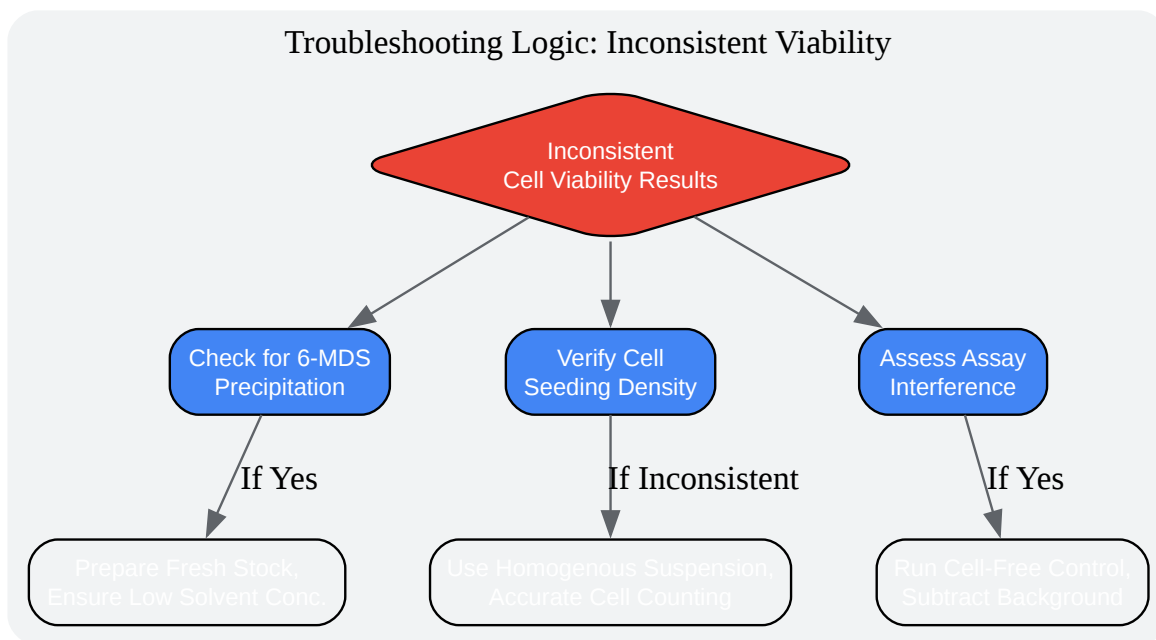 Troubleshooting Logic: Inconsistent Viability
Inconsistent
Cell Viability Results
Check for 6-MDS
Precipitation
Verify Cell
Seeding Density
Assess Assay
Interference
If Yes
If Inconsistent
If Yes
Prepare Fresh Stock,
Ensure Low Solvent Conc.
Use Homogenous Suspension,
Accurate Cell Counting
Run Cell-Free Control,
Subtract Background